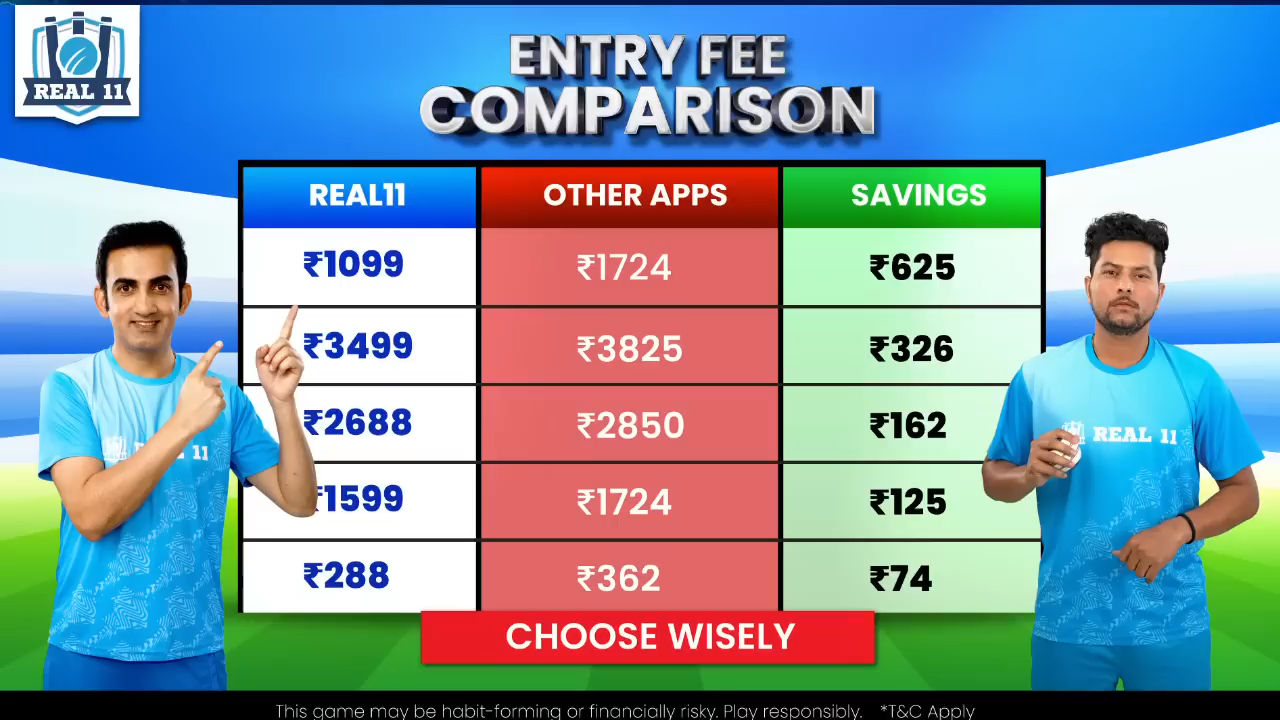 REAL 11
ENTRY FEE
COMPARISON
REAL11 OTHER APPS SAVINGS
₹1099 ₹1724 ₹625
₹3499 ₹3825 ₹326
₹2688 ₹2850 ₹162
₹1599 ₹1724 ₹125
₹288 ₹362 ₹74
REAL 11
REAL 11
CHOOSE WISELY
This game may be habit-forming or financially risky. Play responsibly. *T&C Apply